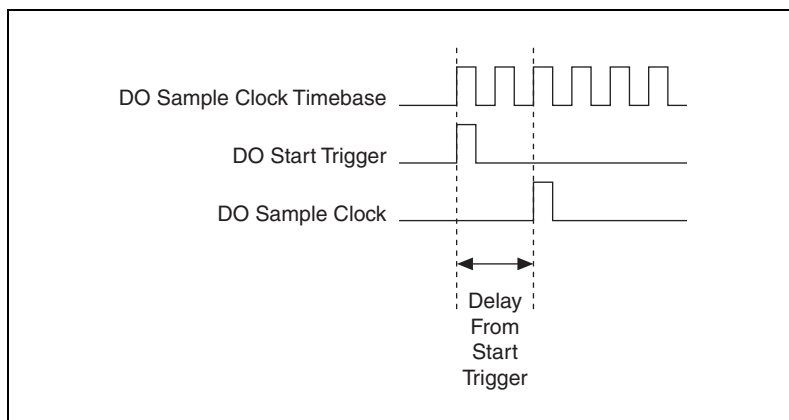 DO Sample Clock Timebase
DO Start Trigger
DO Sample Clock
Delay
From
Start
Trigger